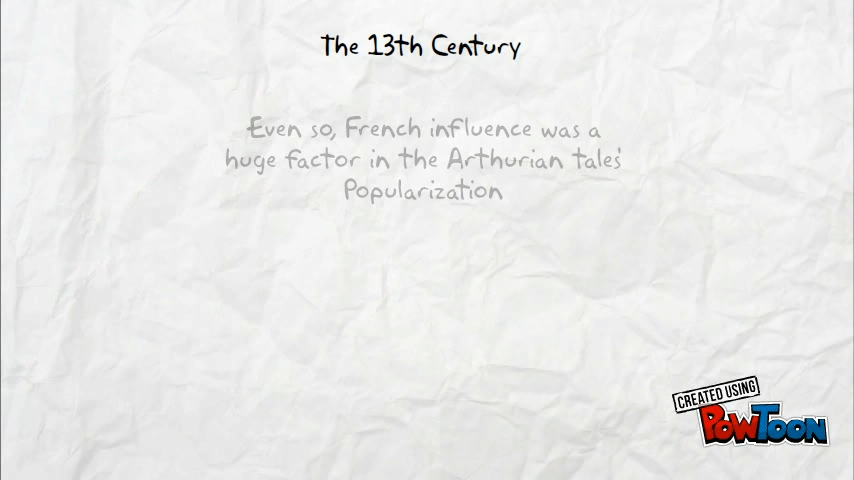 The 13th Century
Even so, French influence was a
huge factor in the Arthurian tales'
Popularization
CREATED USING
POWTOON